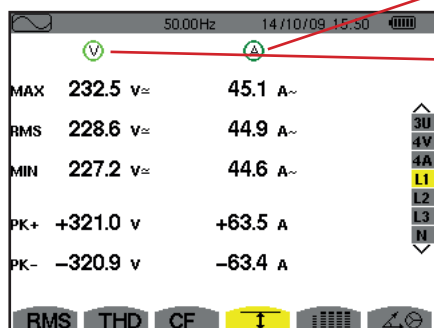 50.00Hz 14/10/09 15:50
V A
MAX 232.5 V≃ 45.1 A~
RMS 228.6 V≃ 44.9 A~
MIN 227.2 V≃ 44.6 A~
PK+ +321.0 V +63.5 A
PK- −320.9 V −63.4 A
3U
4V
4A
L1
L2
L3
N
RMS THD CF